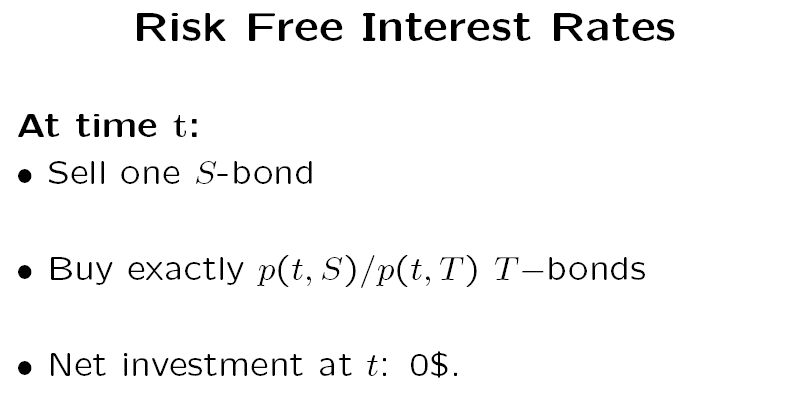 Risk Free Interest Rates
At time t:
• Sell one S-bond
• Buy exactly p(t, S)/p(t, T) T−bonds
• Net investment at t: 0$.